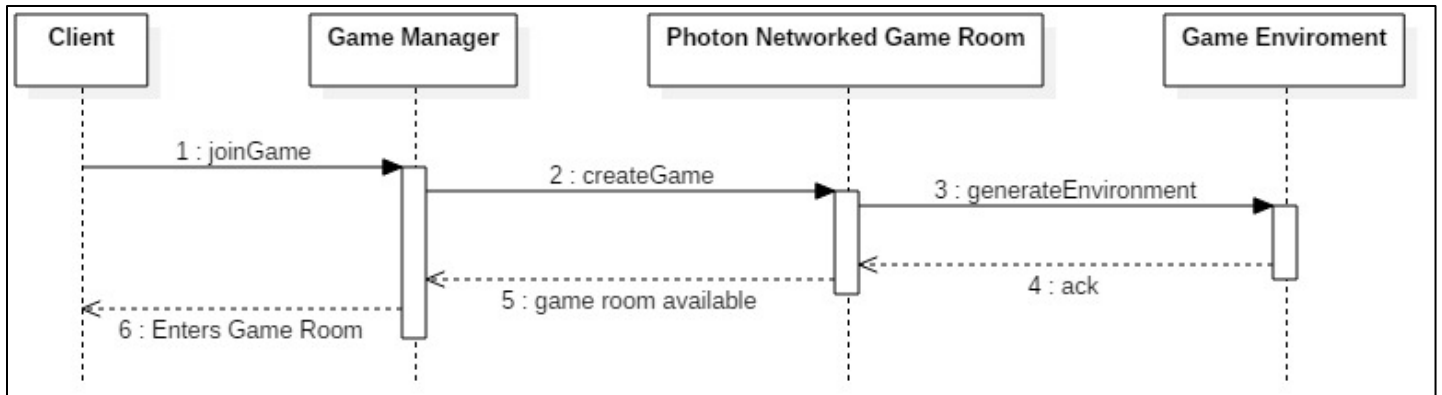 Client
Game Manager
Photon Networked Game Room
Game Enviroment
1 : joinGame
2 : createGame
3 : generateEnvironment
4 : ack
5 : game room available
6 : Enters Game Room